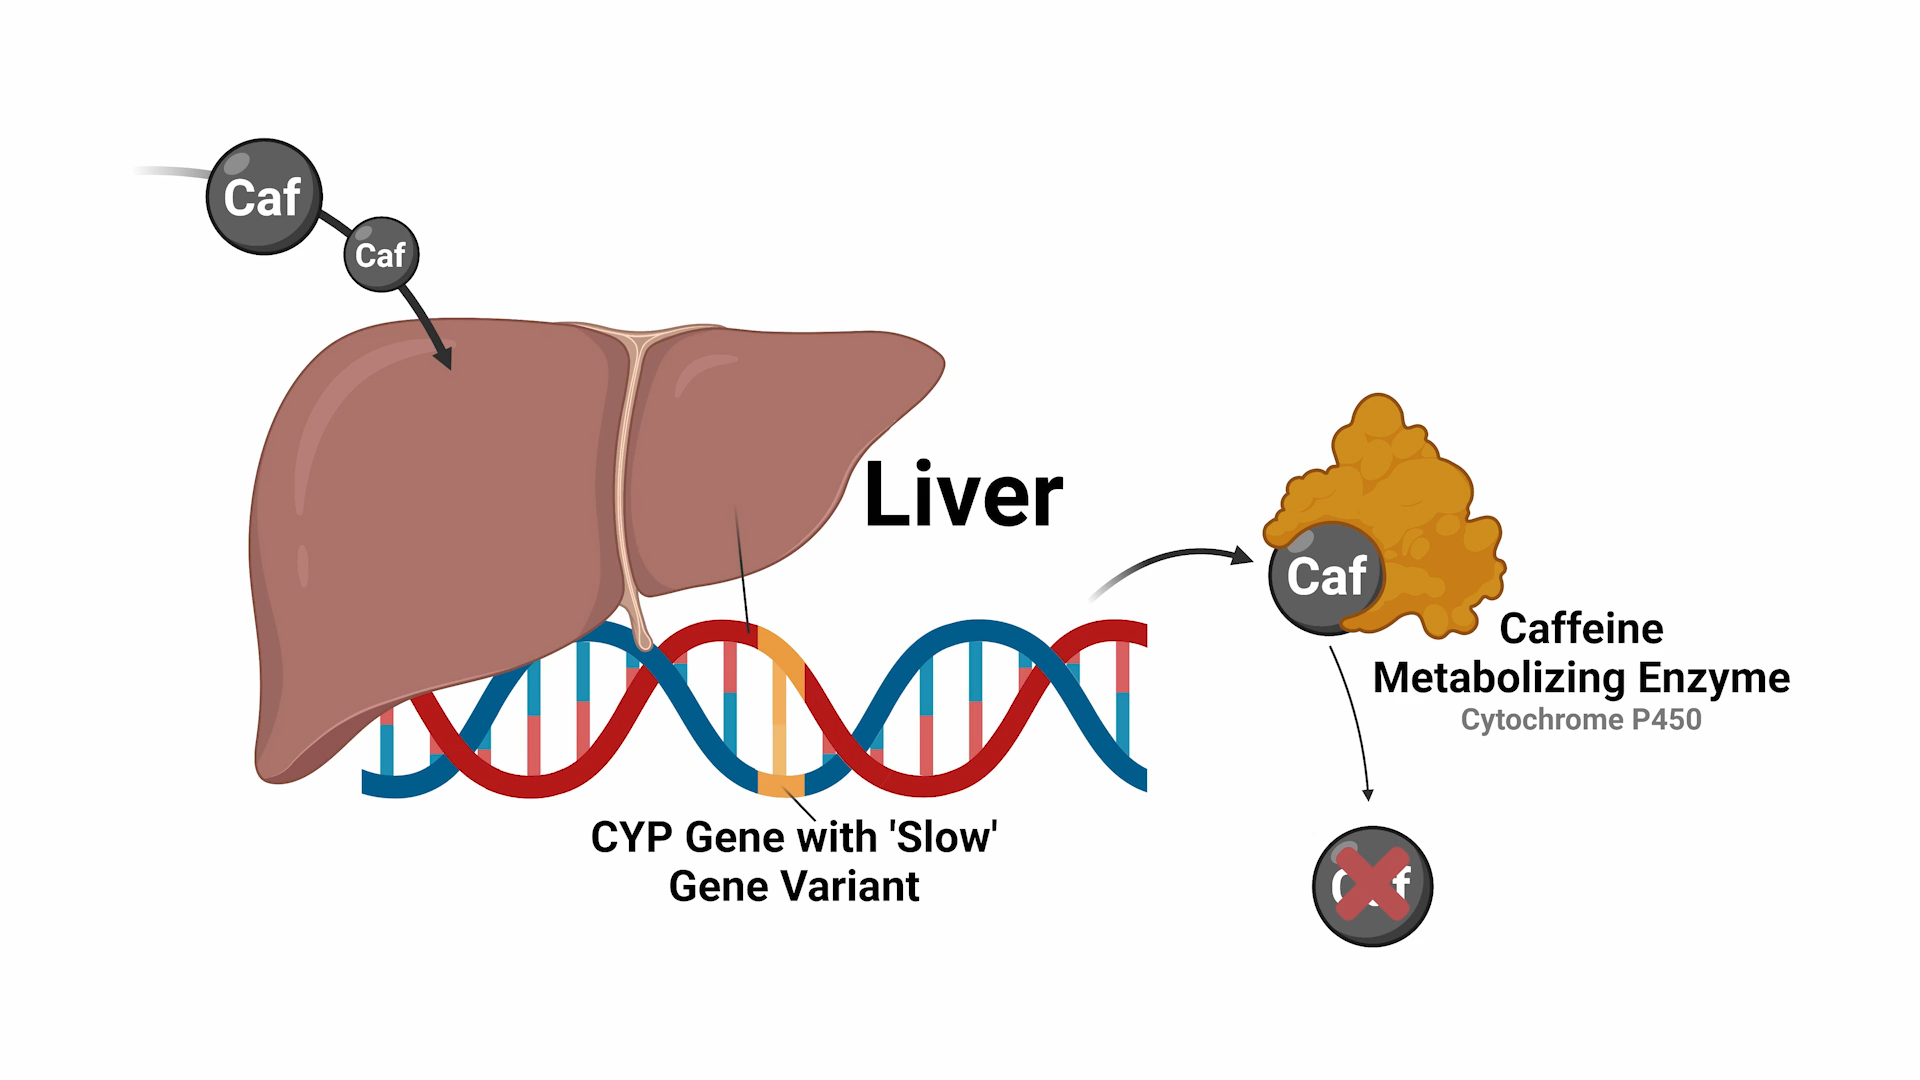 Caf
Caf
Liver
Caf
Caffeine
Metabolizing Enzyme
Cytochrome P450
CYP Gene with 'Slow'
Gene Variant